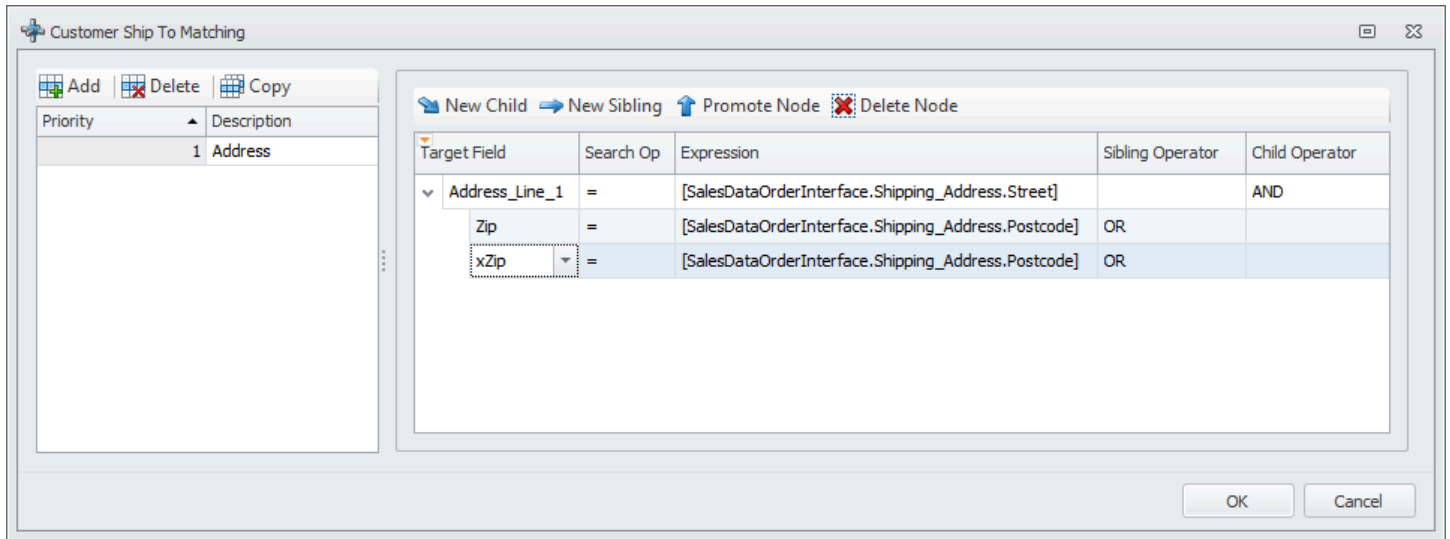 Customer Ship To Matching
Add Delete Copy
Priority Description
1 Address
New Child New Sibling Promote Node Delete Node
Target Field Search Op Expression Sibling Operator Child Operator
Address_Line_1 = [SalesDataOrderInterface.Shipping_Address.Street] AND
Zip = [SalesDataOrderInterface.Shipping_Address.Postcode] OR
xZip = [SalesDataOrderInterface.Shipping_Address.Postcode] OR
OK Cancel